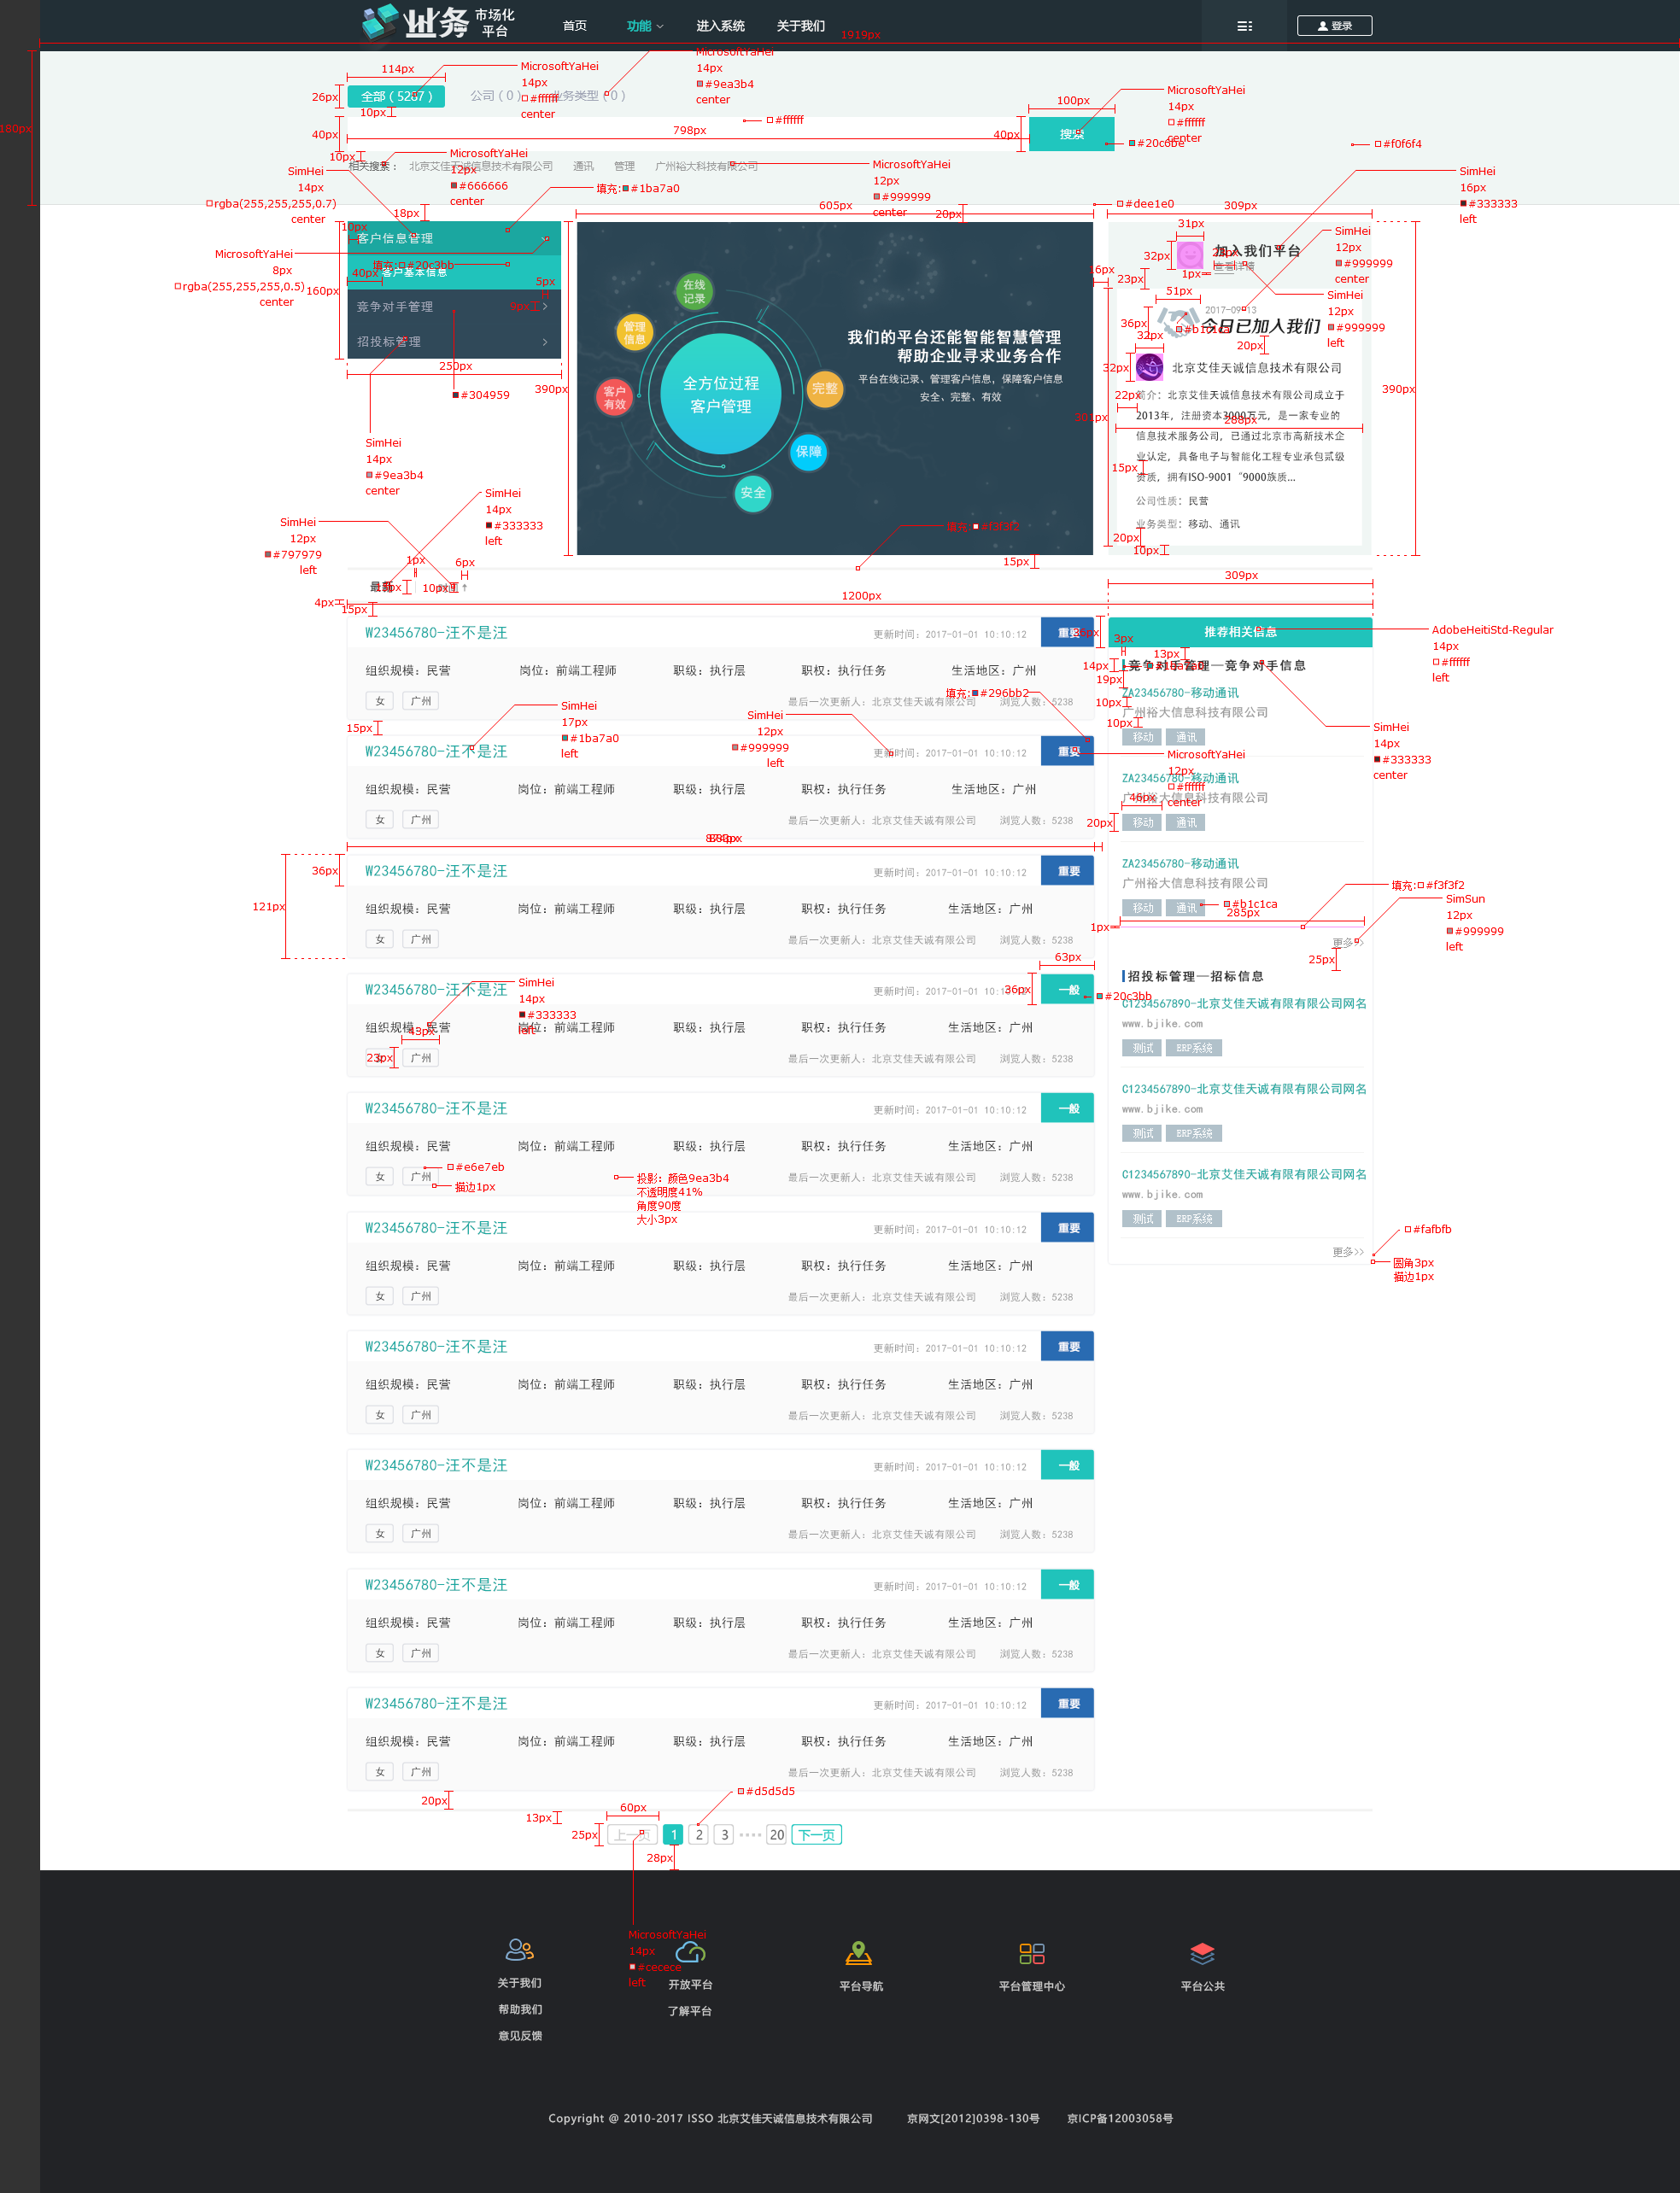 业务 市场化
平台
首页 功能 进入系统 关于我们
登录
1919px
114px
MicrosoftYaHei
14px
#ffffff
center
MicrosoftYaHei
14px
#9ea3b4
center
26px
全部（5287）
公司（0）
业务类型（0）
10px
100px
MicrosoftYaHei
14px
#ffffff
center
180px
40px
798px
#ffffff
40px
搜索
#20c6be
#f0f6f4
10px
相关搜索：
北京艾佳天诚信息技术有限公司 通讯 管理 广州裕大科技有限公司
MicrosoftYaHei
12px
#666666
center
MicrosoftYaHei
12px
#999999
center
SimHei
14px
rgba(255,255,255,0.7)
center
填充:#1ba7a0
18px
605px
20px
#dee1e0
309px
SimHei
16px
#333333
left
10px
客户信息管理
MicrosoftYaHei
8px
rgba(255,255,255,0.5)
center
填充:#20c3bb
40px
客户基本信息
160px
5px
9px
竞争对手管理
招投标管理
250px
#304959
390px
SimHei
14px
#9ea3b4
center
在线
记录
管理
信息
客户
有效
全方位过程
客户管理
完整
保障
安全
我们的平台还能智能智慧管理
帮助企业寻求业务合作
平台在线记录、管理客户信息，保障客户信息
安全、完整、有效
16px
31px
32px
加入我们平台
查看详情
23px
1px
SimHei
12px
#999999
center
SimHei
12px
#999999
left
51px
36px
2017-09-13
今日已加入我们
#b1c1ca
32px
20px
32px
北京艾佳天诚信息技术有限公司
22px
简介：北京艾佳天诚信息技术有限公司成立于
2013年，注册资本3000万元，是一家专业的
288px
信息技术服务公司，已通过北京市高新技术企
业认定，具备电子与智能化工程专业承包贰级
15px
资质，拥有ISO-9001“9000族质...
公司性质：民营
业务类型：移动、通讯
20px
10px
390px
SimHei
14px
#333333
left
SimHei
12px
#797979
left
填充:#f3f3f2
15px
1px
6px
最新
10px
4px
15px
1200px
309px
W23456780-汪不是汪
更新时间：2017-01-01 10:10:12
重要
组织规模：民营 岗位：前端工程师 职级：执行层 职权：执行任务 生活地区：广州
女 广州
最后一次更新人：北京艾佳天诚信息技术有限公司 浏览人数：5238
15px
SimHei
17px
#1ba7a0
left
SimHei
12px
#999999
left
填充:#296bb2
W23456780-汪不是汪
更新时间：2017-01-01 10:10:12
重要
MicrosoftYaHei
12px
#ffffff
center
组织规模：民营 岗位：前端工程师 职级：执行层 职权：执行任务 生活地区：广州
女 广州
最后一次更新人：北京艾佳天诚信息技术有限公司 浏览人数：5238
36px
121px
W23456780-汪不是汪
更新时间：2017-01-01 10:10:12
重要
组织规模：民营 岗位：前端工程师 职级：执行层 职权：执行任务 生活地区：广州
女 广州
最后一次更新人：北京艾佳天诚信息技术有限公司 浏览人数：5238
63px
36px
#20c3bb
W23456780-汪不是汪
更新时间：2017-01-01 10:10:12
一般
SimHei
14px
#333333
left
组织规模：民营 岗位：前端工程师 职级：执行层 职权：执行任务 生活地区：广州
43px
23px
女 广州
最后一次更新人：北京艾佳天诚信息技术有限公司 浏览人数：5238
W23456780-汪不是汪
更新时间：2017-01-01 10:10:12
一般
组织规模：民营 岗位：前端工程师 职级：执行层 职权：执行任务 生活地区：广州
女 广州
#e6e7eb
描边1px
投影：颜色9ea3b4
不透明度41%
角度90度
大小3px
最后一次更新人：北京艾佳天诚信息技术有限公司 浏览人数：5238
W23456780-汪不是汪
更新时间：2017-01-01 10:10:12
重要
组织规模：民营 岗位：前端工程师 职级：执行层 职权：执行任务 生活地区：广州
女 广州
最后一次更新人：北京艾佳天诚信息技术有限公司 浏览人数：5238
W23456780-汪不是汪
更新时间：2017-01-01 10:10:12
重要
组织规模：民营 岗位：前端工程师 职级：执行层 职权：执行任务 生活地区：广州
女 广州
最后一次更新人：北京艾佳天诚信息技术有限公司 浏览人数：5238
W23456780-汪不是汪
更新时间：2017-01-01 10:10:12
一般
组织规模：民营 岗位：前端工程师 职级：执行层 职权：执行任务 生活地区：广州
女 广州
最后一次更新人：北京艾佳天诚信息技术有限公司 浏览人数：5238
W23456780-汪不是汪
更新时间：2017-01-01 10:10:12
一般
组织规模：民营 岗位：前端工程师 职级：执行层 职权：执行任务 生活地区：广州
女 广州
最后一次更新人：北京艾佳天诚信息技术有限公司 浏览人数：5238
W23456780-汪不是汪
更新时间：2017-01-01 10:10:12
重要
组织规模：民营 岗位：前端工程师 职级：执行层 职权：执行任务 生活地区：广州
女 广州
最后一次更新人：北京艾佳天诚信息技术有限公司 浏览人数：5238
推荐相关信息
AdobeHeitiStd-Regular
14px
#ffffff
left
3px
13px
14px
竞争对手管理—竞争对手信息
19px
ZA23456780-移动通讯
10px
广州裕大信息科技有限公司
10px
移动 通讯
SimHei
14px
#333333
center
ZA23456780-移动通讯
广州裕大信息科技有限公司
46px
20px
移动 通讯
ZA23456780-移动通讯
广州裕大信息科技有限公司
移动 通讯
#b1c1ca
285px
1px
填充:#f3f3f2
SimSun
12px
#999999
left
更多>>
25px
招投标管理—招标信息
C1234567890-北京艾佳天诚有限有限公司网名
www.bjike.com
测试 ERP系统
C1234567890-北京艾佳天诚有限有限公司网名
www.bjike.com
测试 ERP系统
C1234567890-北京艾佳天诚有限有限公司网名
www.bjike.com
测试 ERP系统
更多>>
#fafbfb
圆角3px
描边1px
20px
13px
60px
#d5d5d5
25px
上一页 1 2 3 ···· 20 下一页
28px
MicrosoftYaHei
14px
#cecece
left
关于我们
帮助我们
意见反馈
开放平台
了解平台
平台导航
平台管理中心
平台公共
Copyright @ 2010-2017 ISSO 北京艾佳天诚信息技术有限公司 京网文[2012]0398-130号 京ICP备12003058号